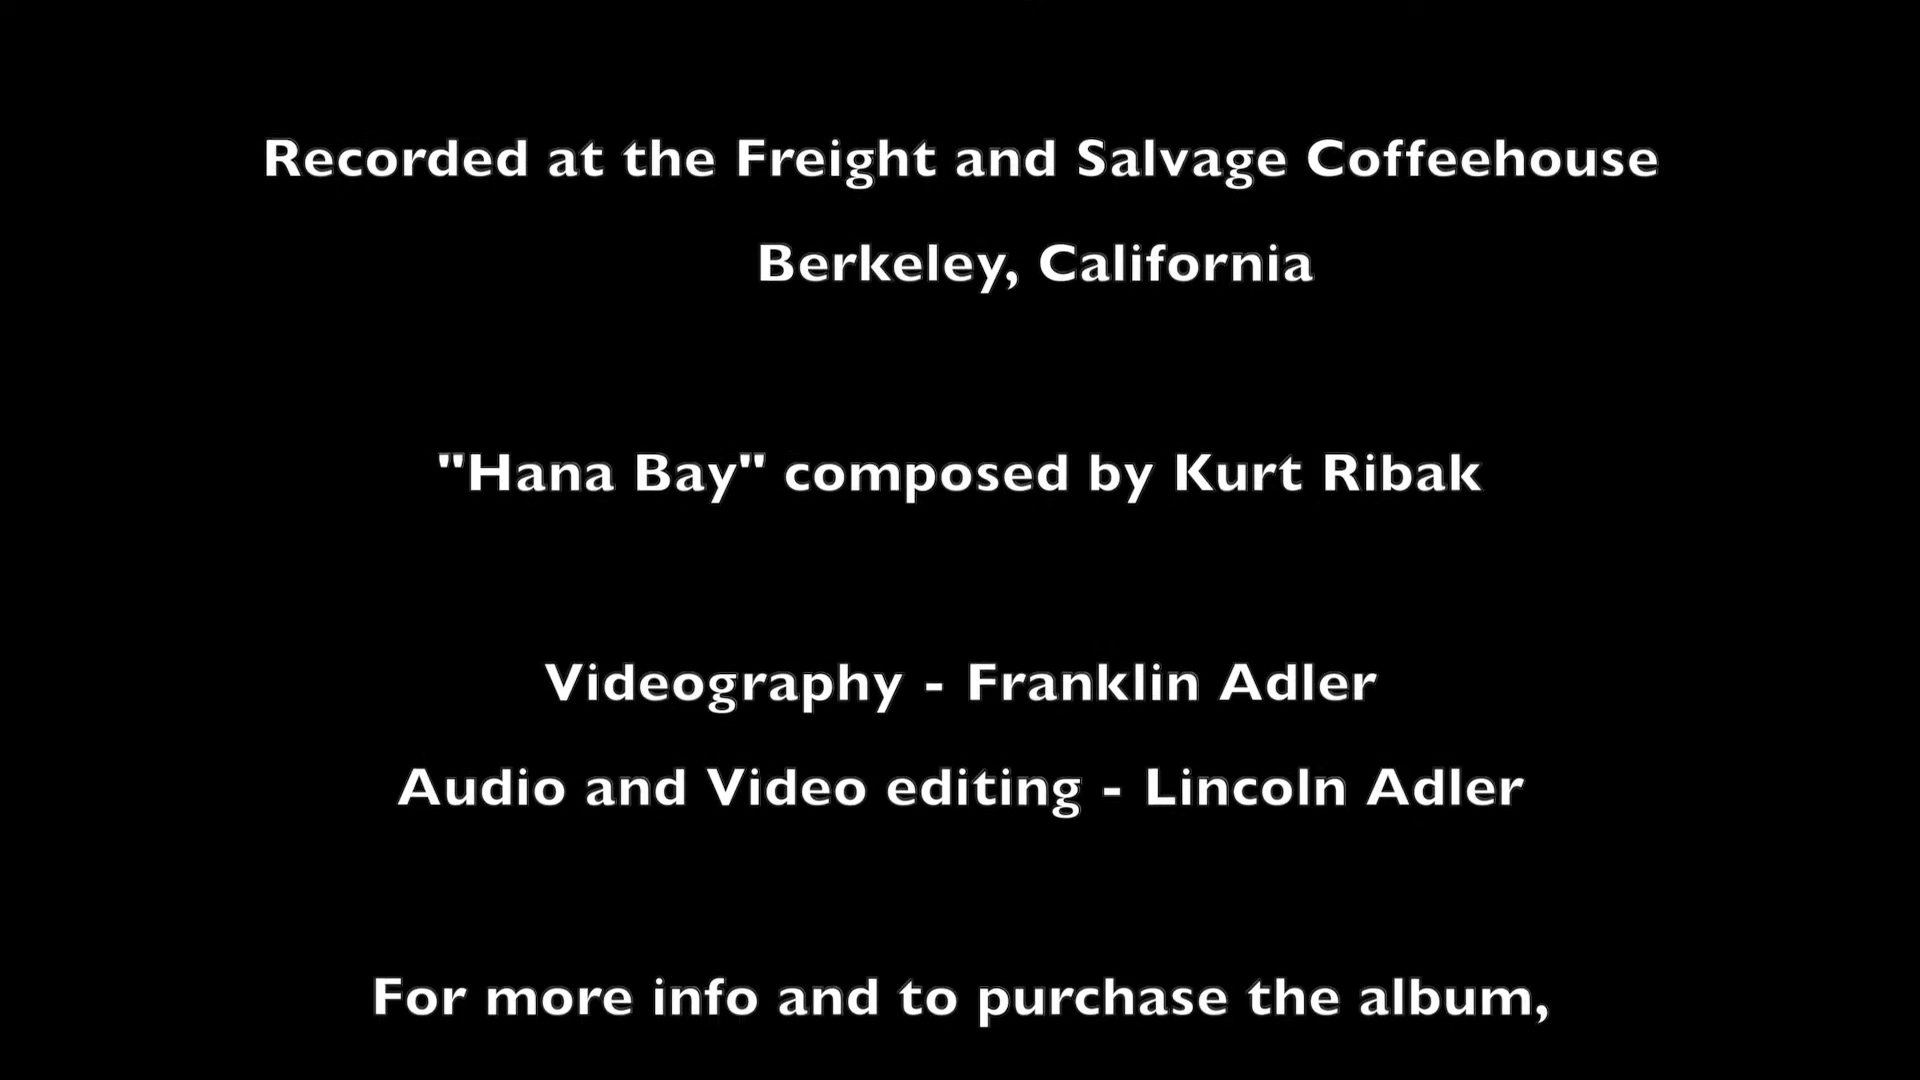 Recorded at the Freight and Salvage Coffeehouse
Berkeley, California
"Hana Bay" composed by Kurt Ribak
Videography - Franklin Adler
Audio and Video editing - Lincoln Adler
For more info and to purchase the album,